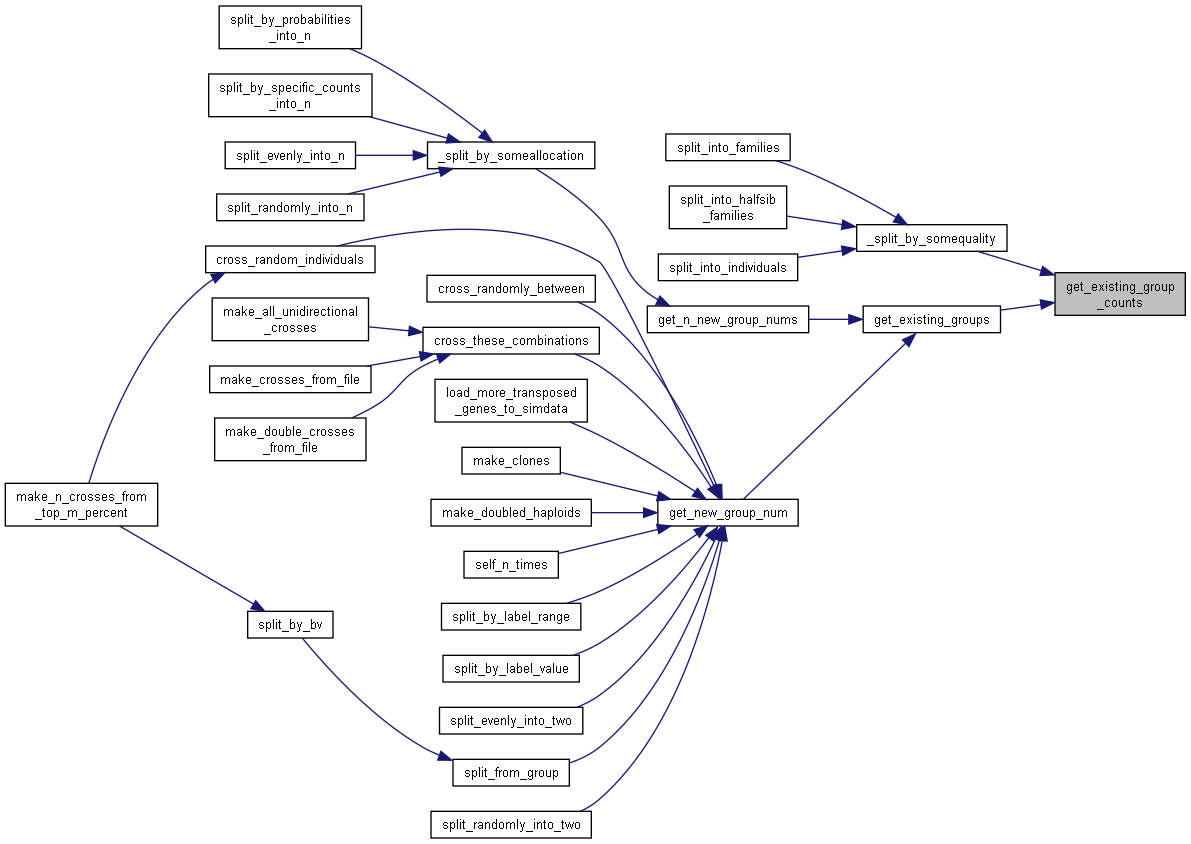 split_by_probabilities
_into_n
split_by_specific_counts
_into_n
split_evenly_into_n
split_randomly_into_n
_split_by_someallocation
cross_random_individuals
make_all_unidirectional
_crosses
make_crosses_from_file
make_double_crosses
_from_file
make_n_crosses_from
_top_m_percent
split_by_bv
cross_randomly_between
cross_these_combinations
load_more_transposed
_genes_to_simdata
make_clones
make_doubled_haploids
self_n_times
split_by_label_range
split_by_label_value
split_evenly_into_two
split_from_group
split_randomly_into_two
split_into_families
split_into_halfsib
_families
split_into_individuals
get_n_new_group_nums
get_new_group_num
_split_by_somequality
get_existing_groups
get_existing_group
_counts